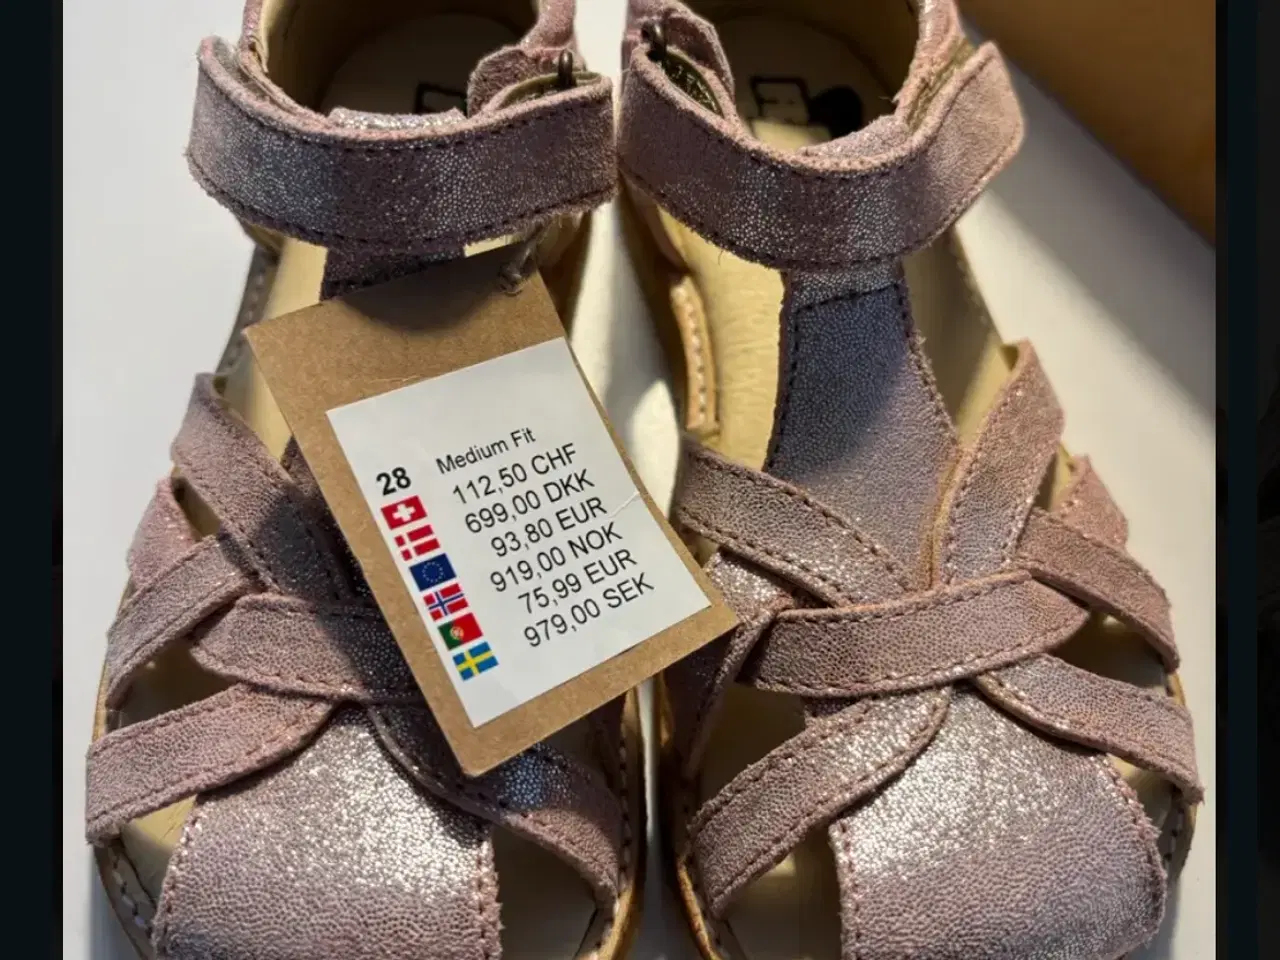 28
Medium Fit
112,50 CHF
699,00 DKK
93,80 EUR
919,00 NOK
75,99 EUR
979,00 SEK